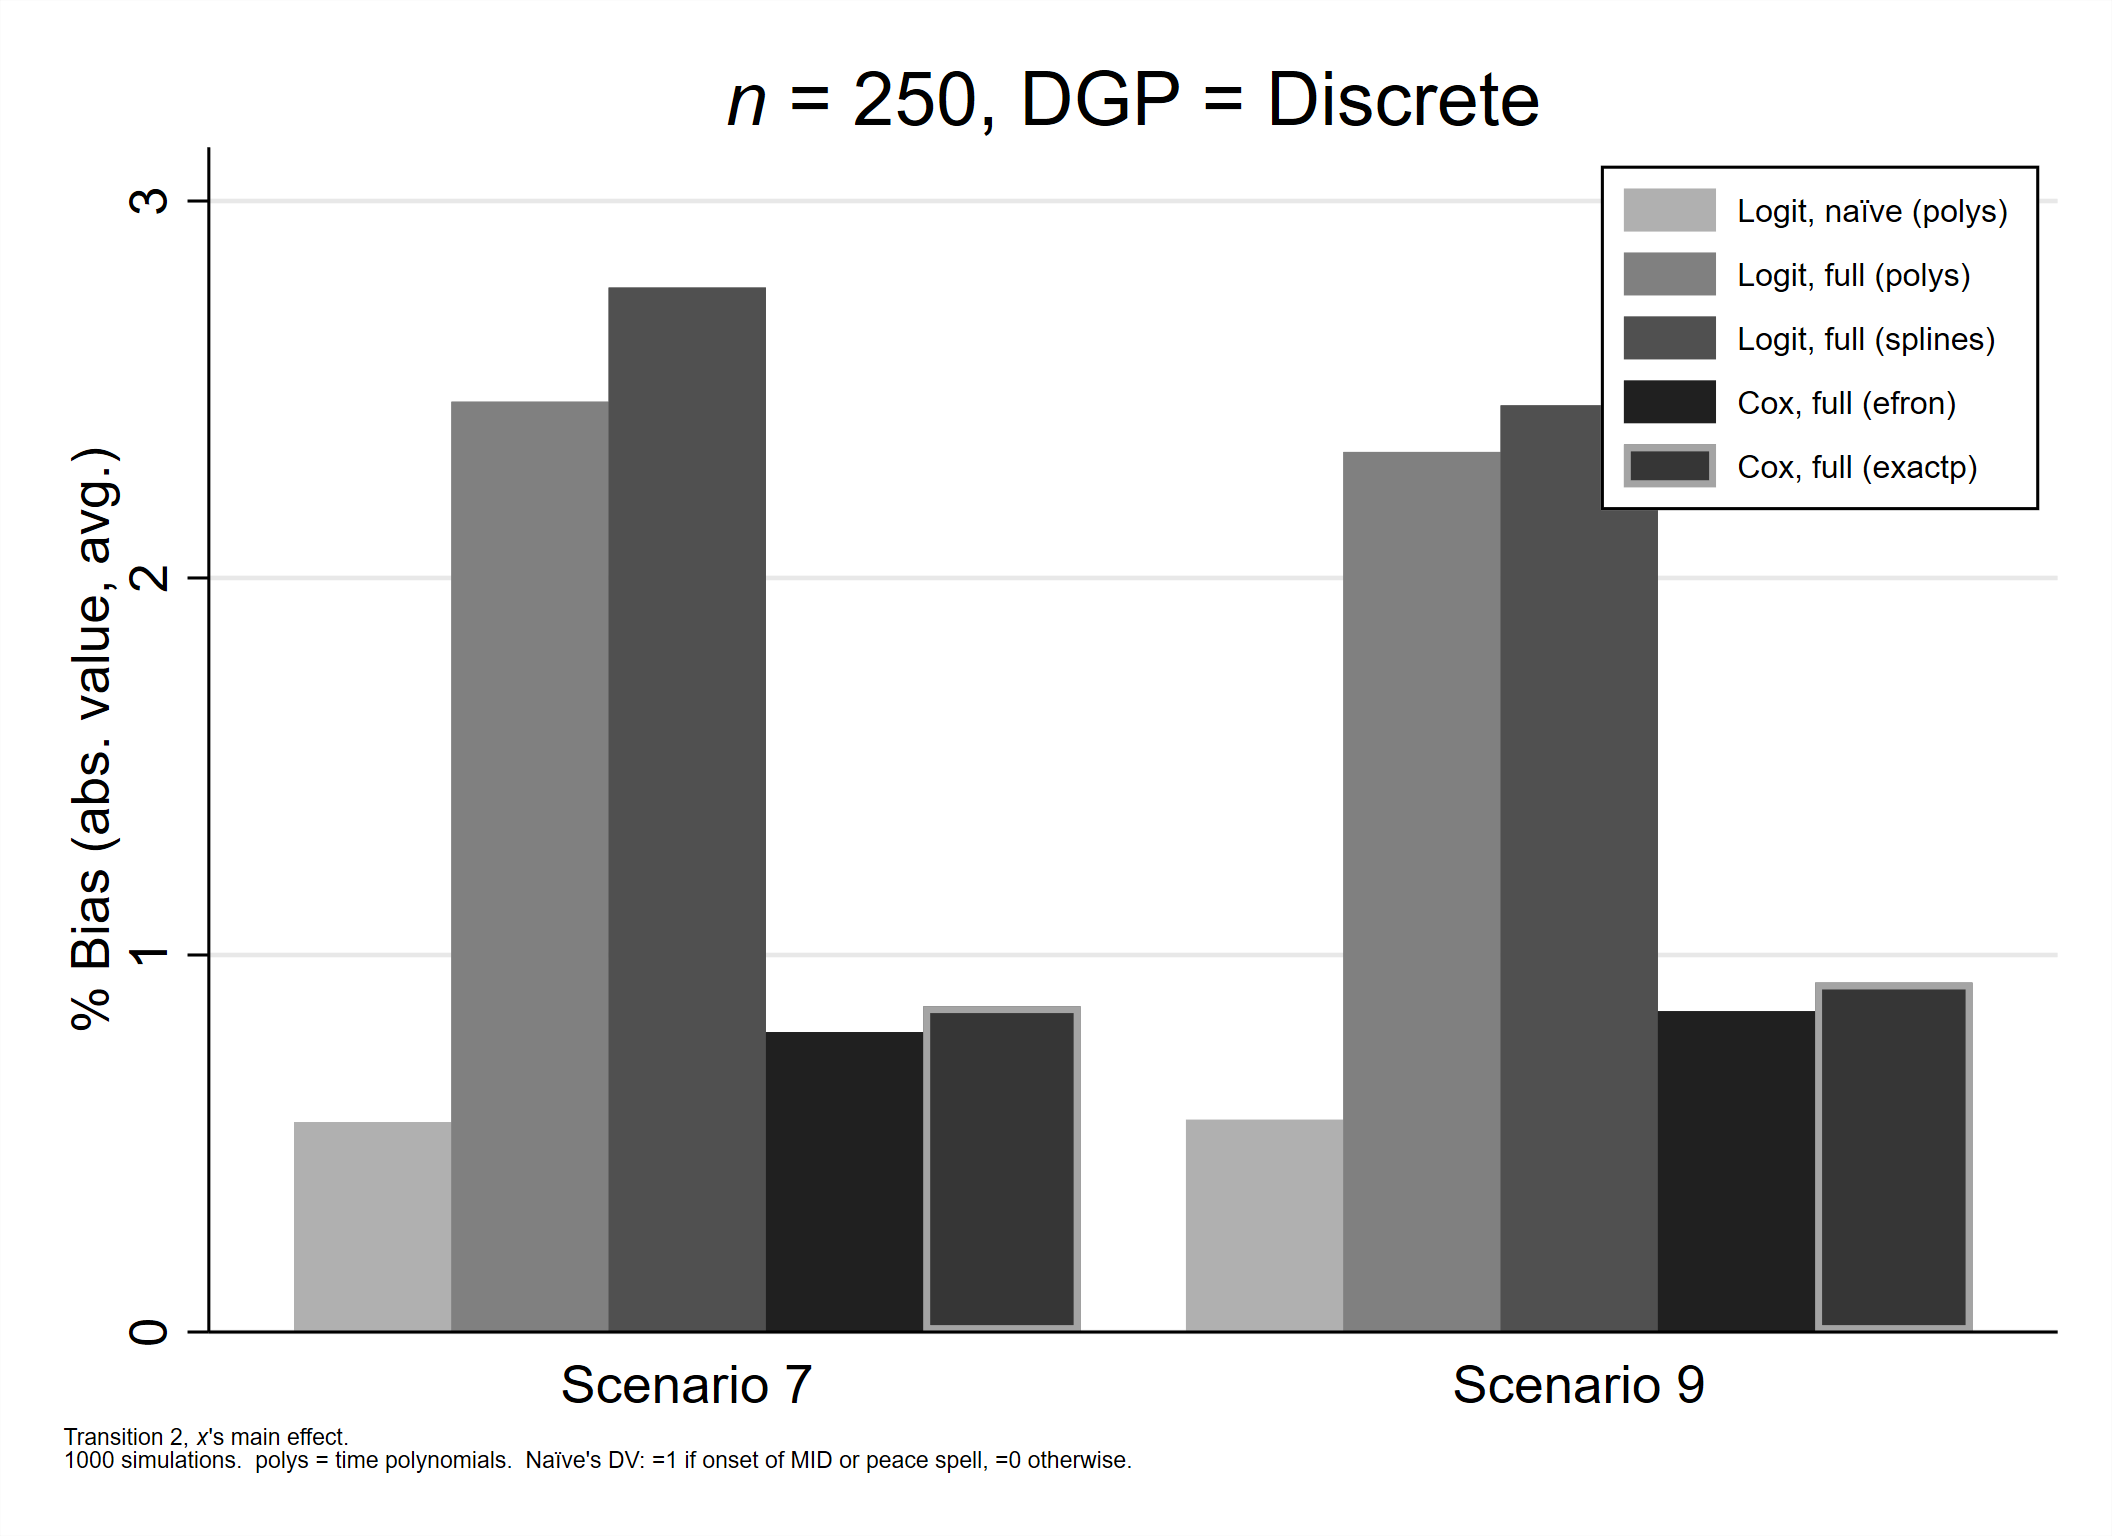 n = 250, DGP = Discrete
% Bias (abs. value, avg.)
3
2
1
0
Logit, naïve (polys)
Logit, full (polys)
Logit, full (splines)
Cox, full (efron)
Cox, full (exactp)
Scenario 7
Scenario 9
Transition 2, x's main effect.
1000 simulations.  polys = time polynomials.  Naïve's DV: =1 if onset of MID or peace spell, =0 otherwise.